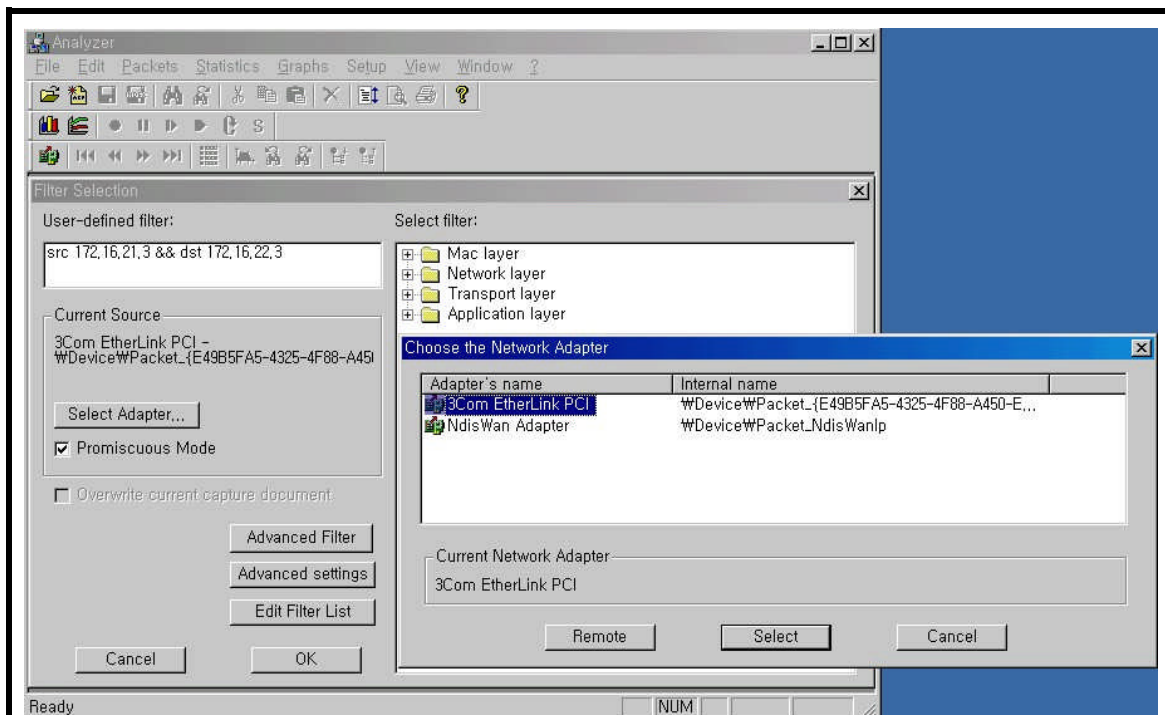 Analyzer
File Edit Packets Statistics Graphs Setup View Window ?
S
Filter Selection
User-defined filter:
src 172,16,21,3 && dst 172,16,22,3
Current Source
3Com EtherLink PCI -
₩Device₩Packet_{E49B5FA5-4325-4F88-A45
Select Adapter,,,
Promiscuous Mode
Overwrite current capture document
Advanced Filter
Advanced settings
Edit Filter List
Cancel OK
Select filter:
Mac layer
Network layer
Transport layer
Application layer
Choose the Network Adapter
Adapter's name Internal name
3Com EtherLink PCI ₩Device₩Packet_{E49B5FA5-4325-4F88-A450-E,,,
NdisWan Adapter ₩Device₩Packet_NdisWanIp
Current Network Adapter
3Com EtherLink PCI
Remote Select Cancel
Ready NUM